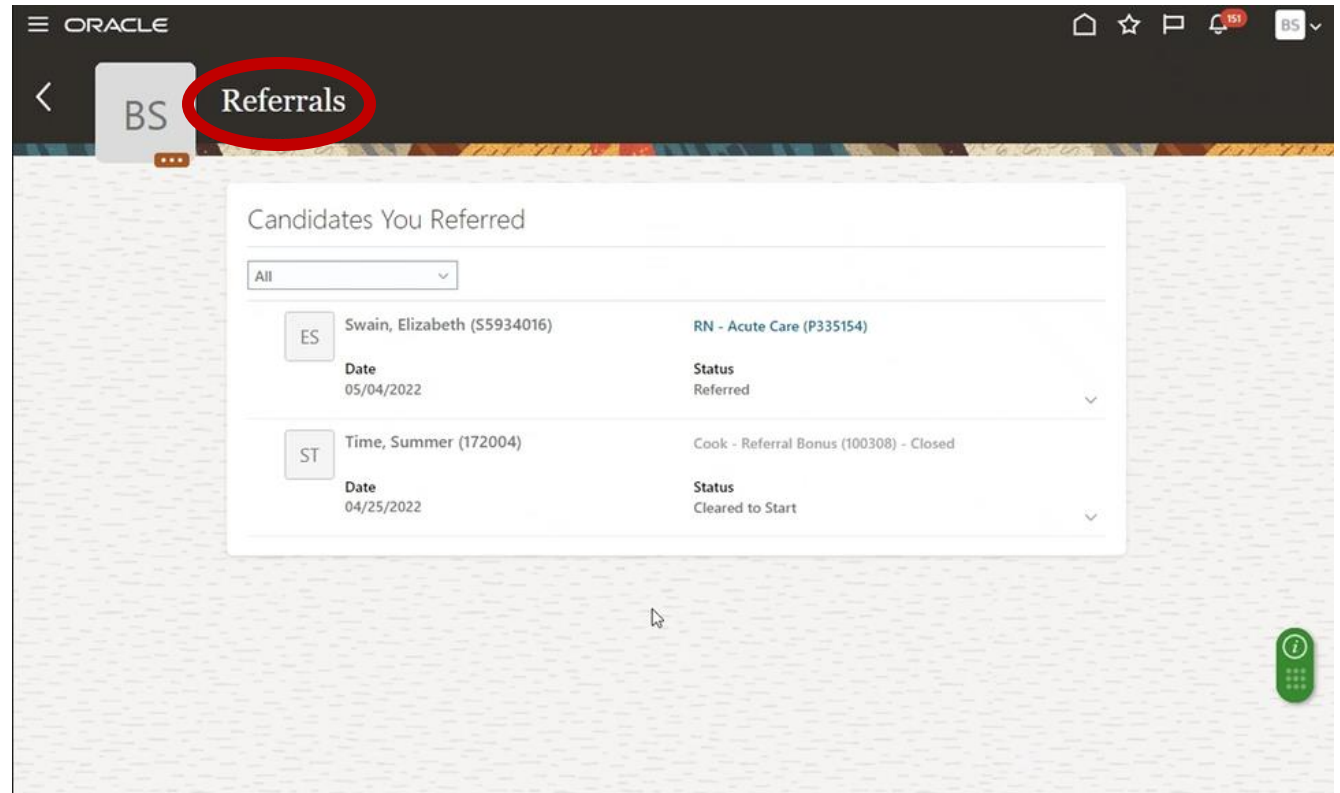 ORACLE
151
BS
BS
Referrals
Candidates You Referred
All
ES
Swain, Elizabeth (S5934016)
RN - Acute Care (P335154)
Date
Status
05/04/2022
Referred
ST
Time, Summer (172004)
Cook - Referral Bonus (100308) - Closed
Date
Status
04/25/2022
Cleared to Start